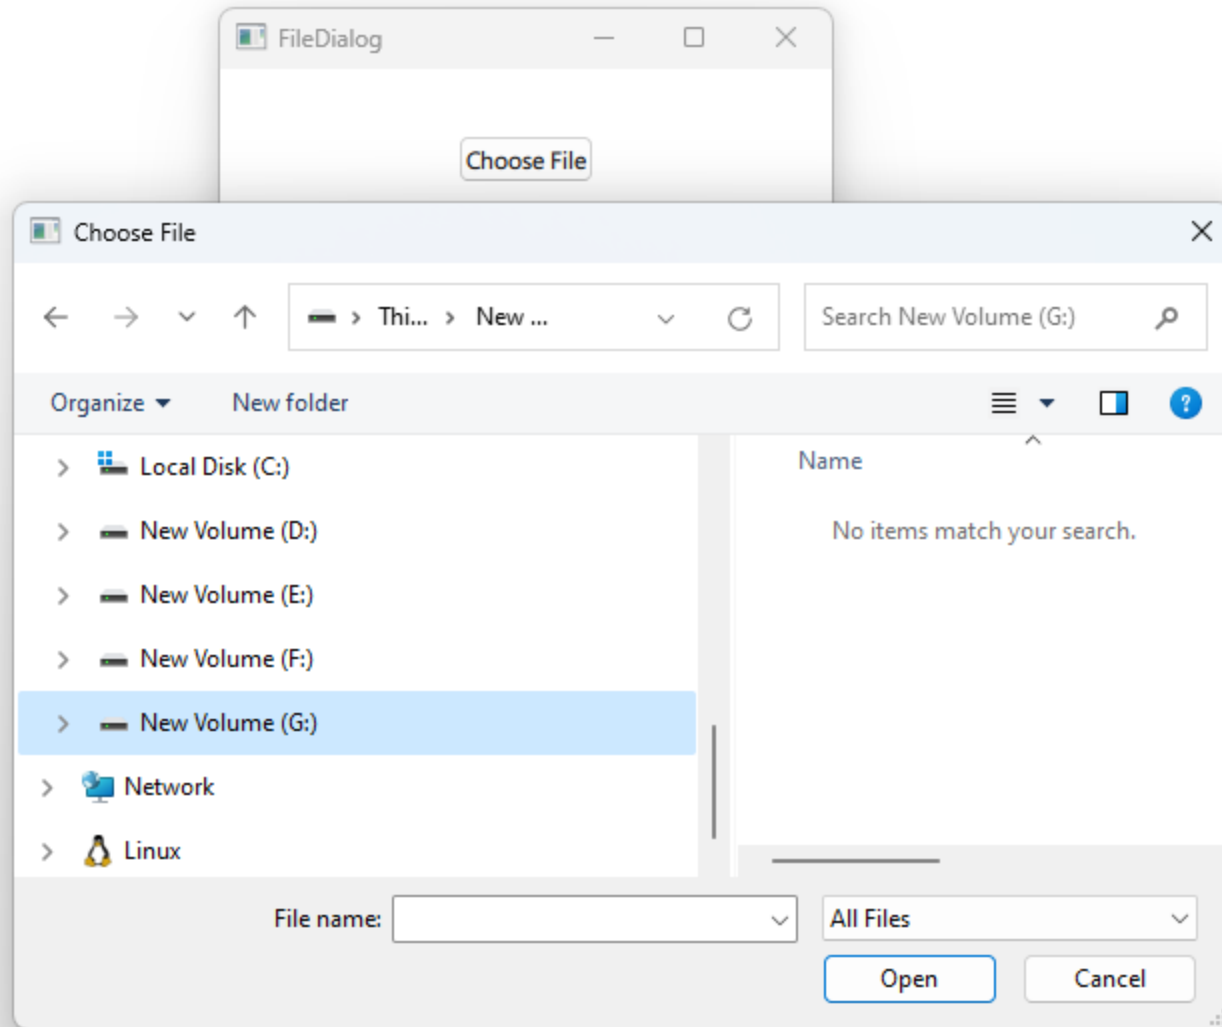 FileDialog
Choose File
Choose File
Thi... New ...
Search New Volume (G:)
Organize
New folder
?
Local Disk (C:)
New Volume (D:)
New Volume (E:)
New Volume (F:)
New Volume (G:)
Network
Linux
Name
No items match your search.
File name:
All Files
Open
Cancel